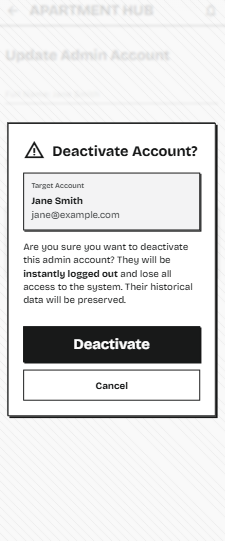 APARTMENT HUB
Update Admin Account
Deactivate Account?
Target Account
Jane Smith
jane@example.com
Are you sure you want to deactivate
this admin account? They will be
instantly logged out and lose all
access to the system. Their historical
data will be preserved.
Deactivate
Cancel